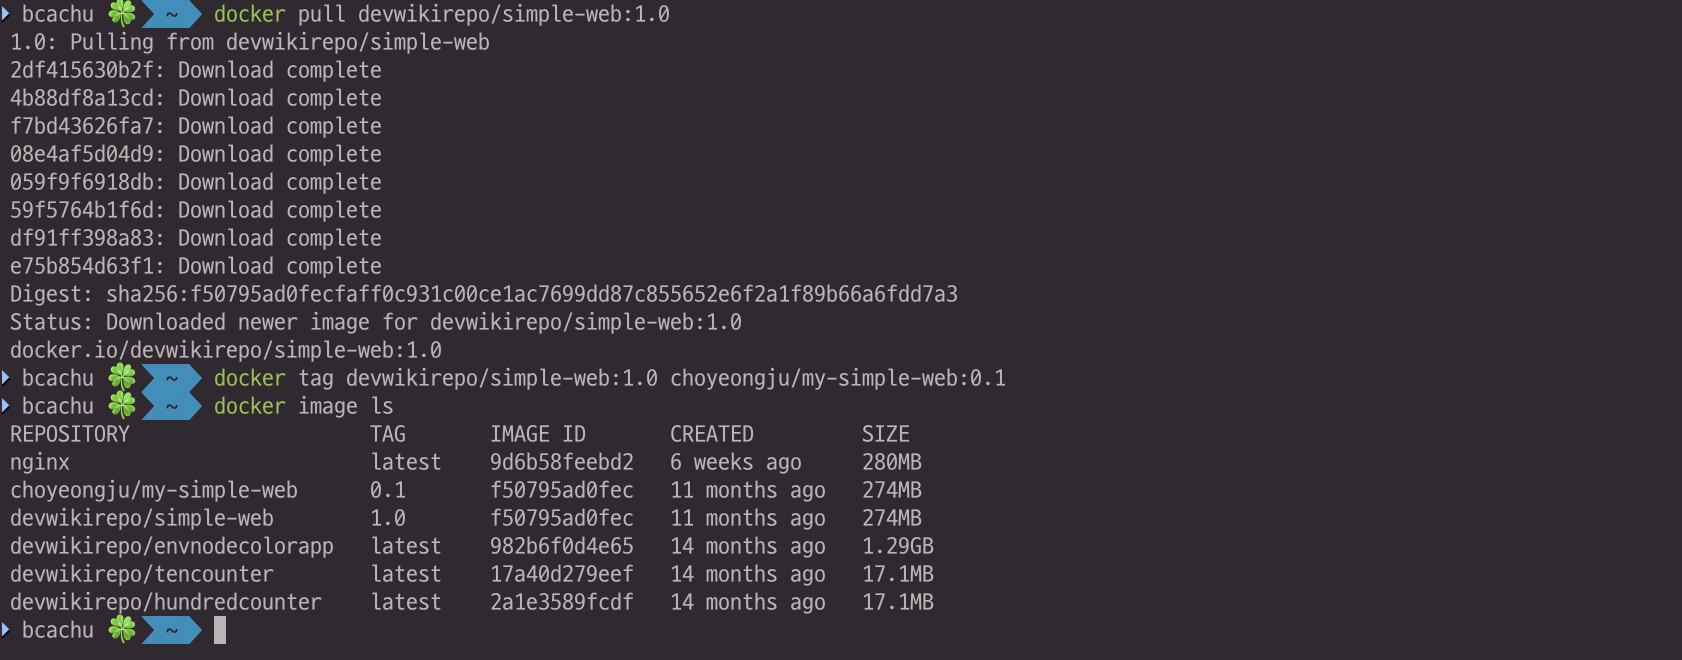 bcachu 🍀 ~ docker pull devwikirepo/simple-web:1.0
1.0: Pulling from devwikirepo/simple-web
2df415630b2f: Download complete
4b88df8a13cd: Download complete
f7bd43626fa7: Download complete
08e4af5d04d9: Download complete
059f9f6918db: Download complete
59f5764b1f6d: Download complete
df91ff398a83: Download complete
e75b854d63f1: Download complete
Digest: sha256:f50795ad0fecfaff0c931c00ce1ac7699dd87c855652e6f2a1f89b66a6fdd7a3
Status: Downloaded newer image for devwikirepo/simple-web:1.0
docker.io/devwikirepo/simple-web:1.0
bcachu 🍀 ~ docker tag devwikirepo/simple-web:1.0 choyeongju/my-simple-web:0.1
bcachu 🍀 ~ docker image ls
REPOSITORY TAG IMAGE ID CREATED SIZE
nginx latest 9d6b58feebd2 6 weeks ago 280MB
choyeongju/my-simple-web 0.1 f50795ad0fec 11 months ago 274MB
devwikirepo/simple-web 1.0 f50795ad0fec 11 months ago 274MB
devwikirepo/envnodecolorapp latest 982b6f0d4e65 14 months ago 1.29GB
devwikirepo/tencounter latest 17a40d279eef 14 months ago 17.1MB
devwikirepo/hundredcounter latest 2a1e3589fcdf 14 months ago 17.1MB
bcachu 🍀 ~